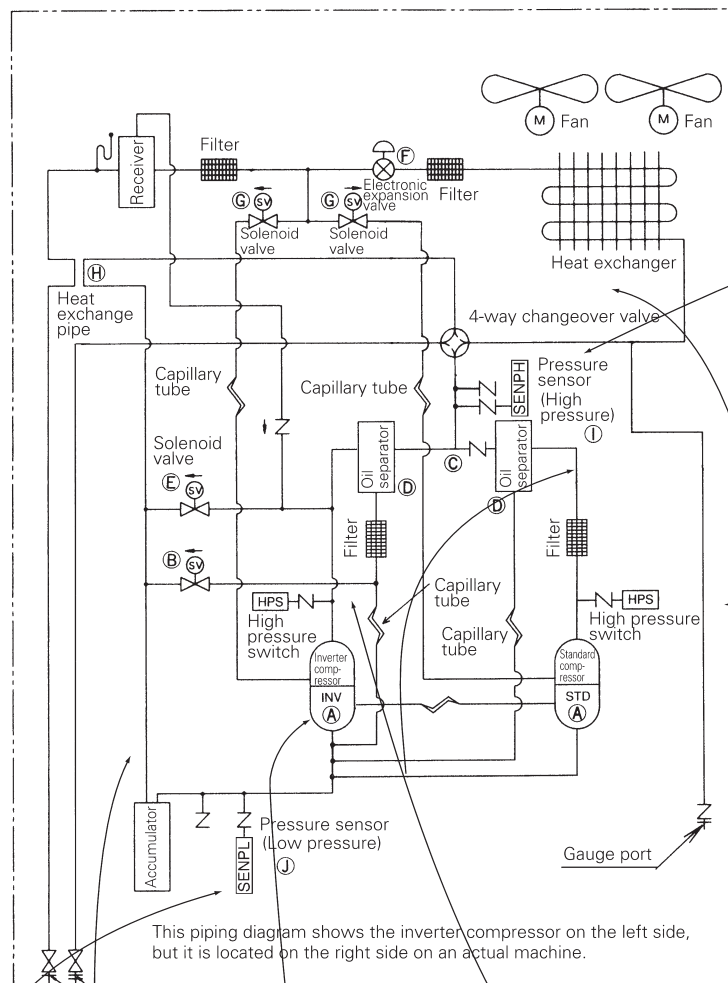 M
Fan
M
Fan
Receiver
Filter
F
Electronic
expansion
valve
Filter
G
SV
G
SV
Solenoid
valve
Solenoid
valve
Heat exchanger
H
Heat
exchange
pipe
4-way changeover valve
Capillary
tube
Capillary tube
SENPH
Pressure
sensor
(High
pressure)
I
Solenoid
valve
E
SV
Oil
separator
C
Oil
separator
D
D
Filter
Filter
B
SV
HPS
High
pressure
switch
Capillary
tube
Capillary
tube
HPS
High pressure
switch
Inverter
comp-
ressor
INV
A
Standard
comp-
ressor
STD
A
Accumulator
SENPL
Pressure sensor
(Low pressure)
J
Gauge port
This piping diagram shows the inverter compressor on the left side,
but it is located on the right side on an actual machine.